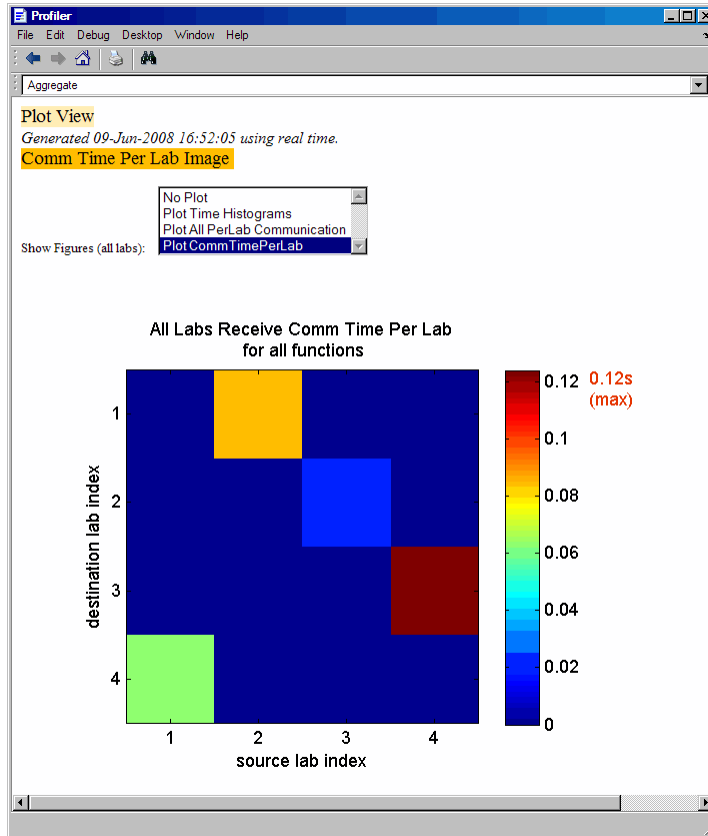 Profiler
File Edit Debug Desktop Window Help
Aggregate
Plot View
Generated 09-Jun-2008 16:52:05 using real time.
Comm Time Per Lab Image
No Plot
Plot Time Histograms
Plot All PerLab Communication
Show Figures (all labs): Plot CommTimePerLab
All Labs Receive Comm Time Per Lab
for all functions
0.12 0.12s
(max)
1
0.1
0.08
2
destination lab index
0.06
3
0.04
0.02
4
0
1 2 3 4
source lab index